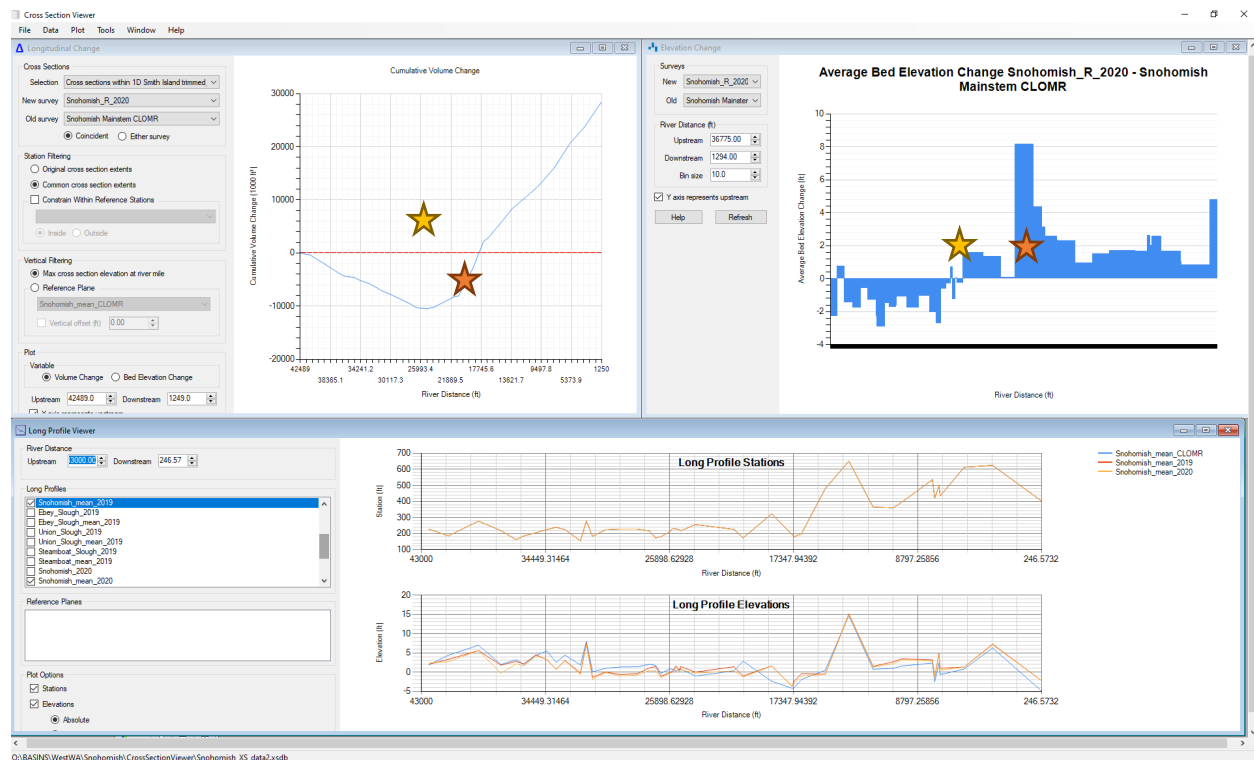 Cross Section Viewer
File Data Plot Tools Window Help
Longitudinal Change
Cross Sections
Selection Cross sections within 1D Smith Island trimmed_
New survey Snohomish_R_2020
Old survey Snohomish Mainstem CLOMR
Coincident Either survey
Station Filtering
Original cross section extents
Common cross section extents
Constrain Within Reference Stations
Inside Outside
Vertical Filtering
Max cross section elevation at river mile
Reference Plane
Snohomish_mean_CLOMR
Vertical offset (ft) 0.00
Plot
Variable
Volume Change Bed Elevation Change
Upstream 42489.0 Downstream 1249.0
Y axis represents upstream
Cumulative Volume Change
Cumulative Volume Change [1000 ft³]
30000
20000
10000
0
-10000
-20000
42489 34241.2 25993.4 17745.6 9497.8 1250
38365.1 30117.3 21869.5 13621.7 5373.9
River Distance (ft)
Elevation Change
Surveys
New Snohomish_R_2020
Old Snohomish Mainster
River Distance (ft)
Upstream 36775.00
Downstream 1294.00
Bin size 10.0
Y axis represents upstream
Help Refresh
Average Bed Elevation Change Snohomish_R_2020 - Snohomish
Mainstem CLOMR
Average Bed Elevation Change [ft]
10
8
6
4
2
0
-2
-4
River Distance (ft)
Long Profile Viewer
River Distance
Upstream 43000.00 Downstream 246.57
Long Profiles
Snohomish_mean_2019
Ebey_Slough_2019
Ebey_Slough_mean_2019
Union_Slough_2019
Union_Slough_mean_2019
Steamboat_Slough_2019
Steamboat_mean_2019
Snohomish_2020
Snohomish_mean_2020
Reference Planes
Plot Options
Stations
Elevations
Absolute
Long Profile Stations
Station (ft)
700
600
500
400
300
200
100
43000 34449.31464 25898.62928 17347.94392 8797.25856 246.5732
River Distance (ft)
Snohomish_mean_CLOMR
Snohomish_mean_2019
Snohomish_mean_2020
Long Profile Elevations
Elevation (ft)
20
15
10
5
0
-5
43000 34449.31464 25898.62928 17347.94392 8797.25856 246.5732
River Distance (ft)
O:\BASINS\WestWA\Snohomish\CrossSectionViewer\Snohomish_XS_data2.xsdb